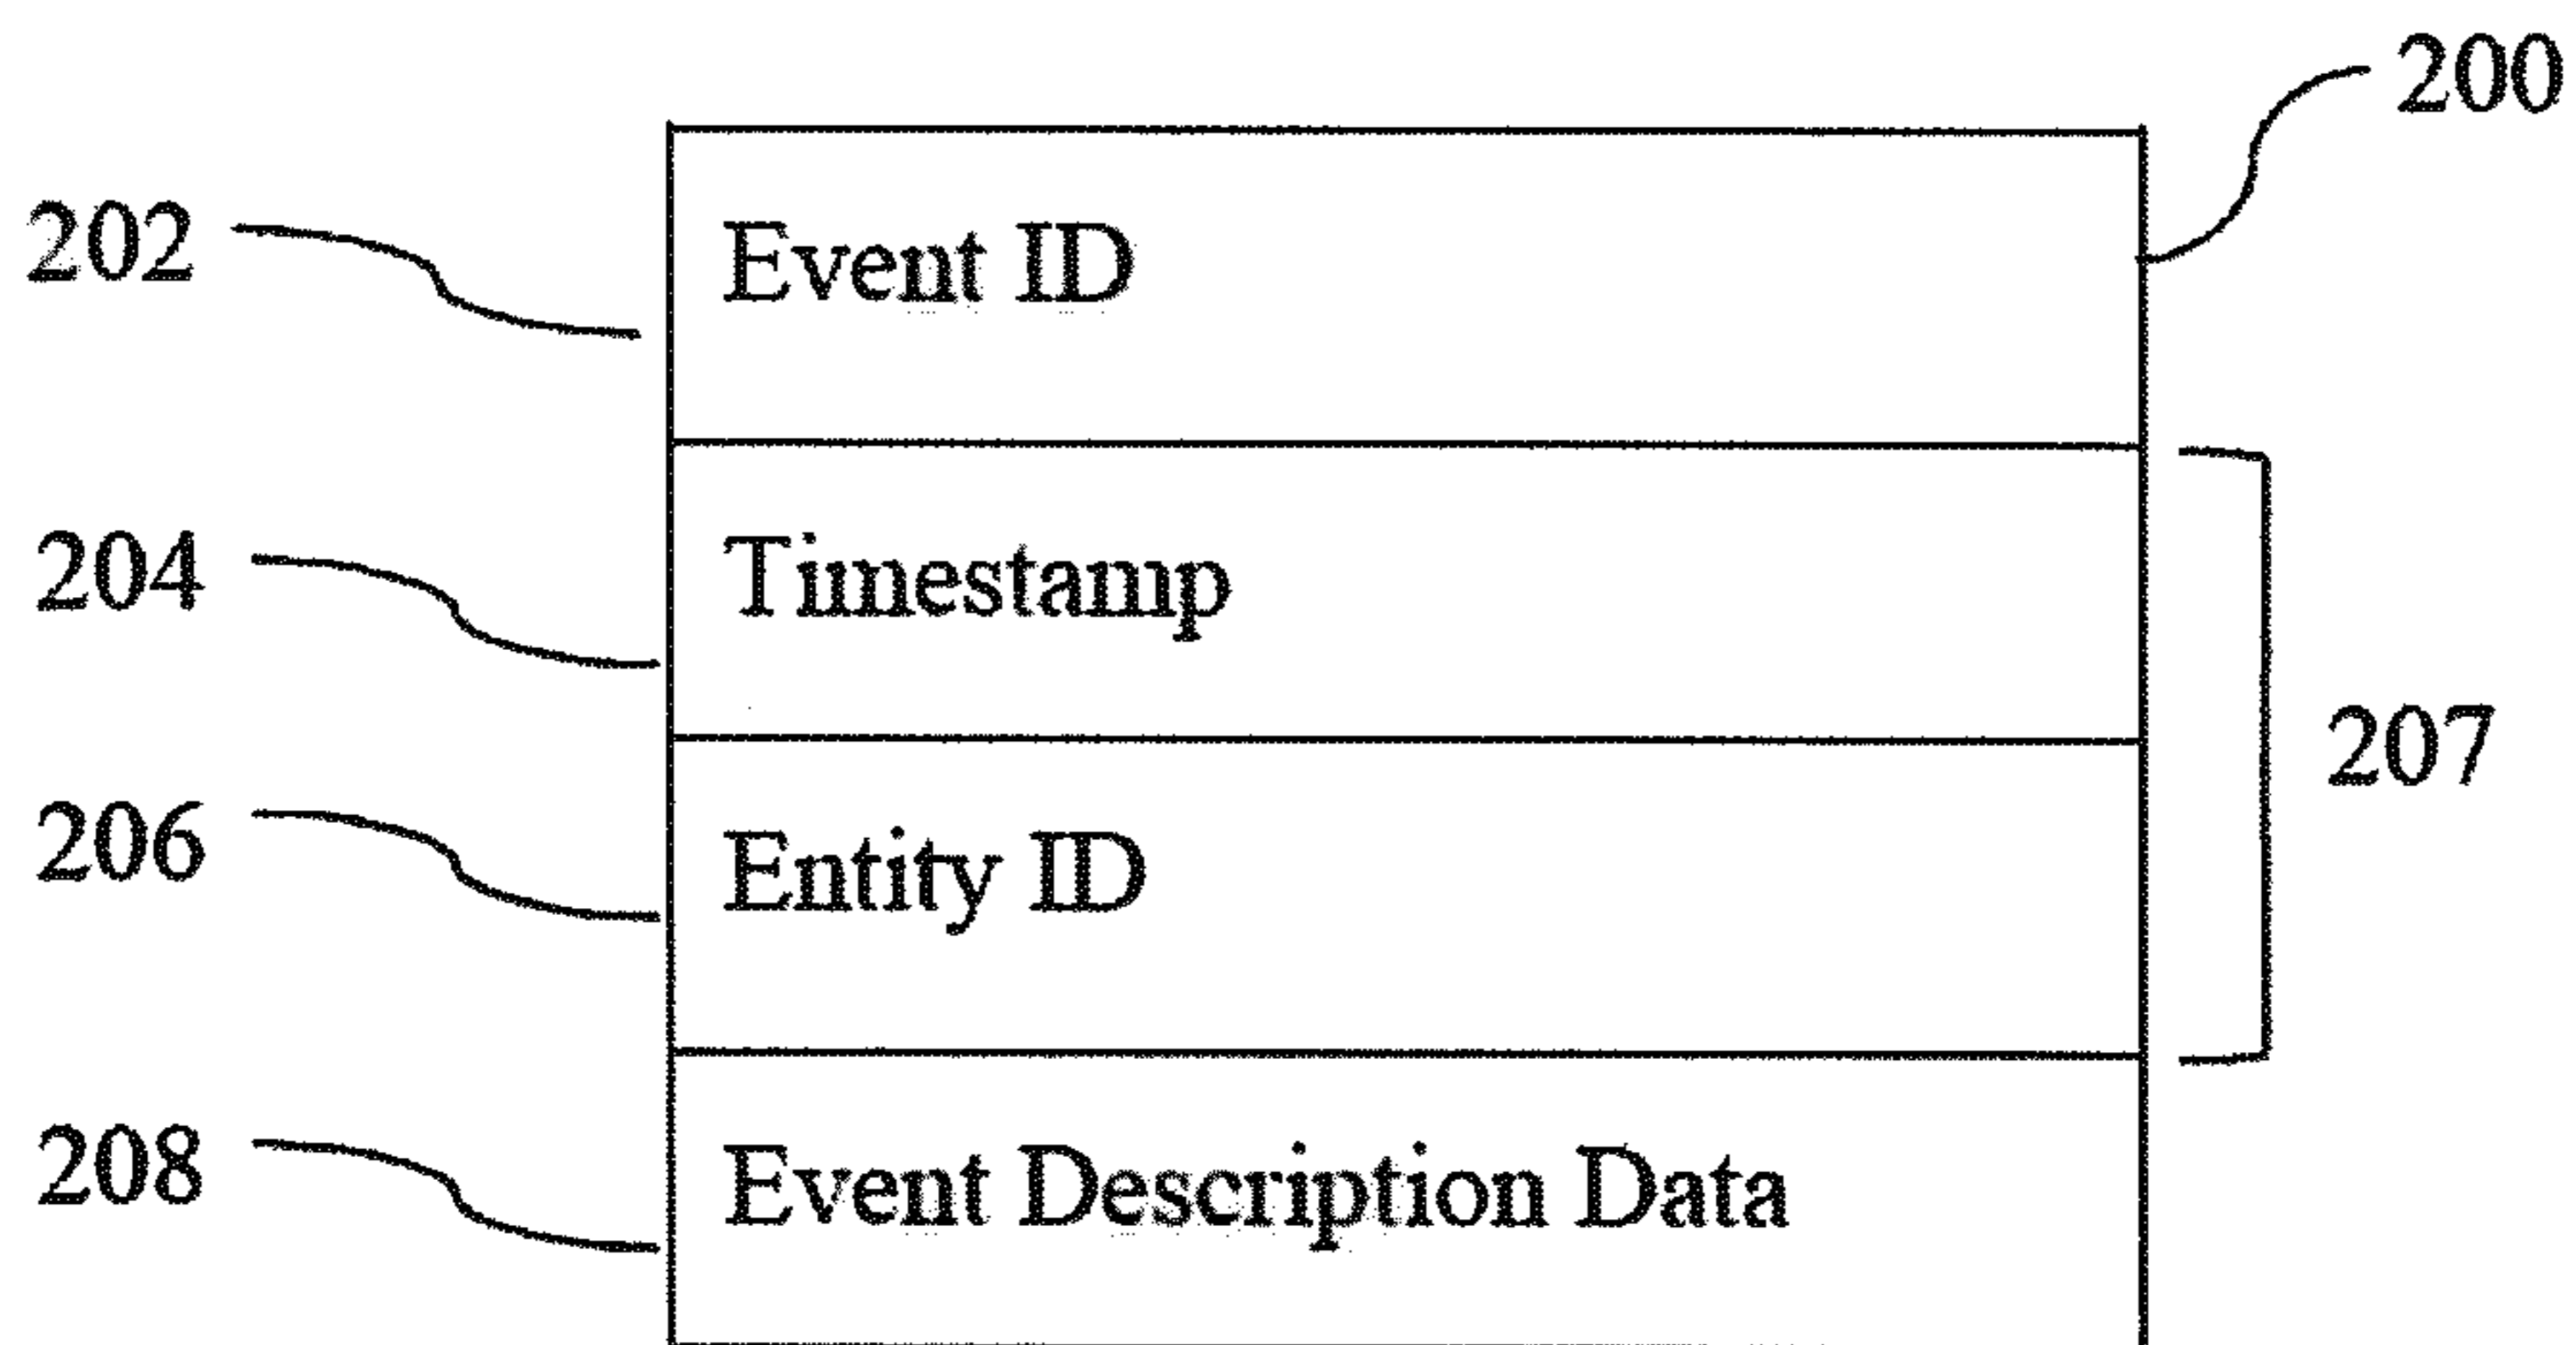 200
202 Event ID
204 Timestamp
207
206 Entity ID
208 Event Description Data